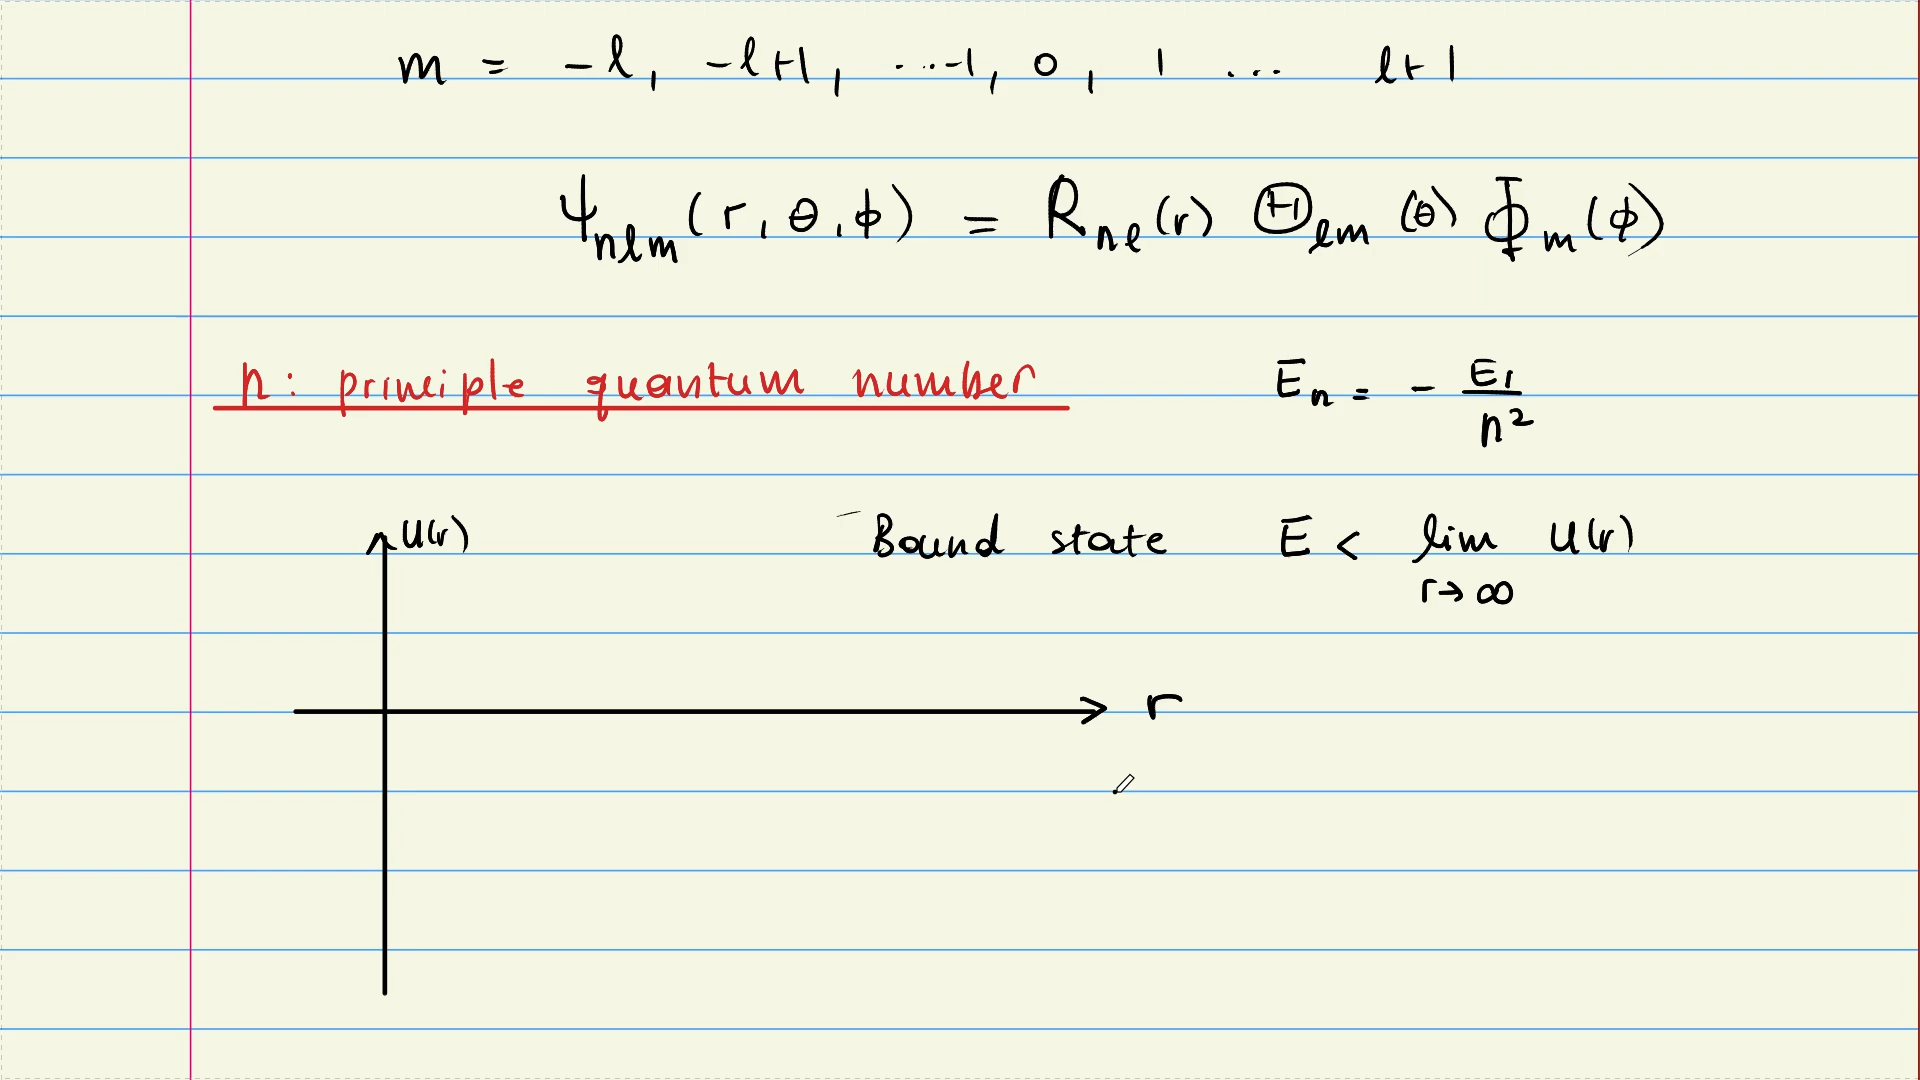 m = -l, -l+1, ...-1, 0, 1 ... l+1
ψₙₗₘ(r, θ, ϕ) = Rₙₗ(r) Θₗₘ(θ) Φₘ(ϕ)
n: principle quantum number Eₙ = - E₁/n²
U(r) Bound state E < lim U(r)
r→∞
r